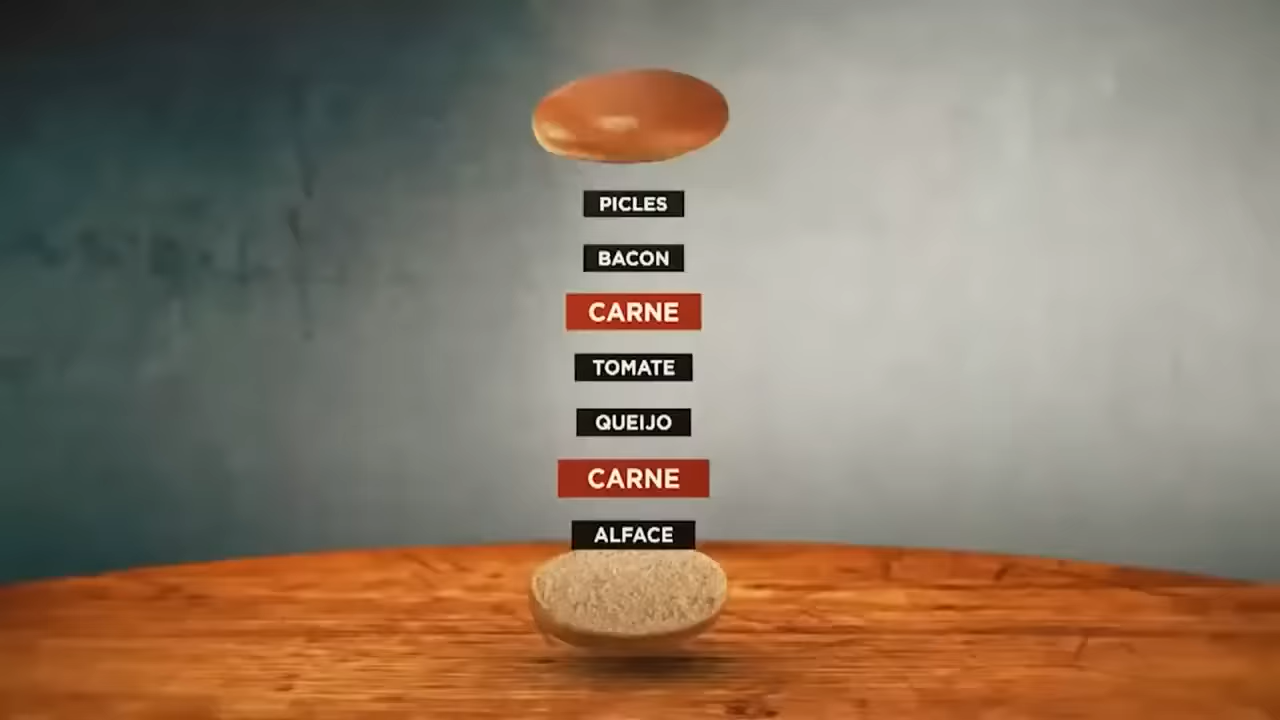 PICLES
BACON
CARNE
TOMATE
QUEIJO
CARNE
ALFACE